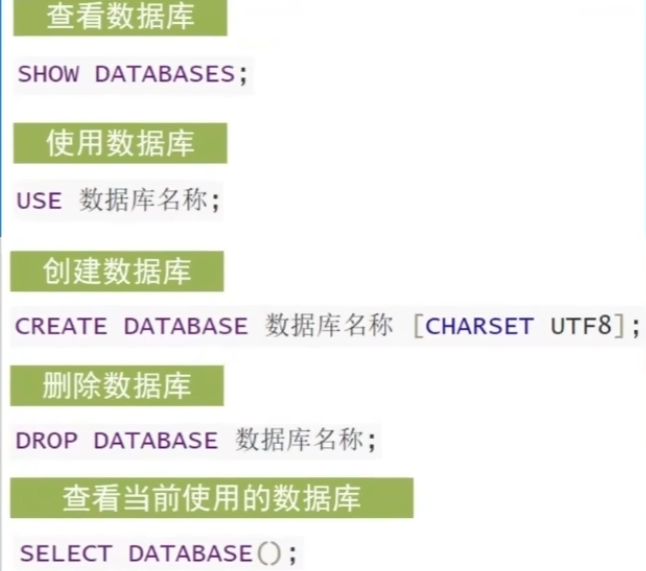 查看数据库
SHOW DATABASES;
使用数据库
USE 数据库名称;
创建数据库
CREATE DATABASE 数据库名称 [CHARSET UTF8];
删除数据库
DROP DATABASE 数据库名称;
查看当前使用的数据库
SELECT DATABASE();